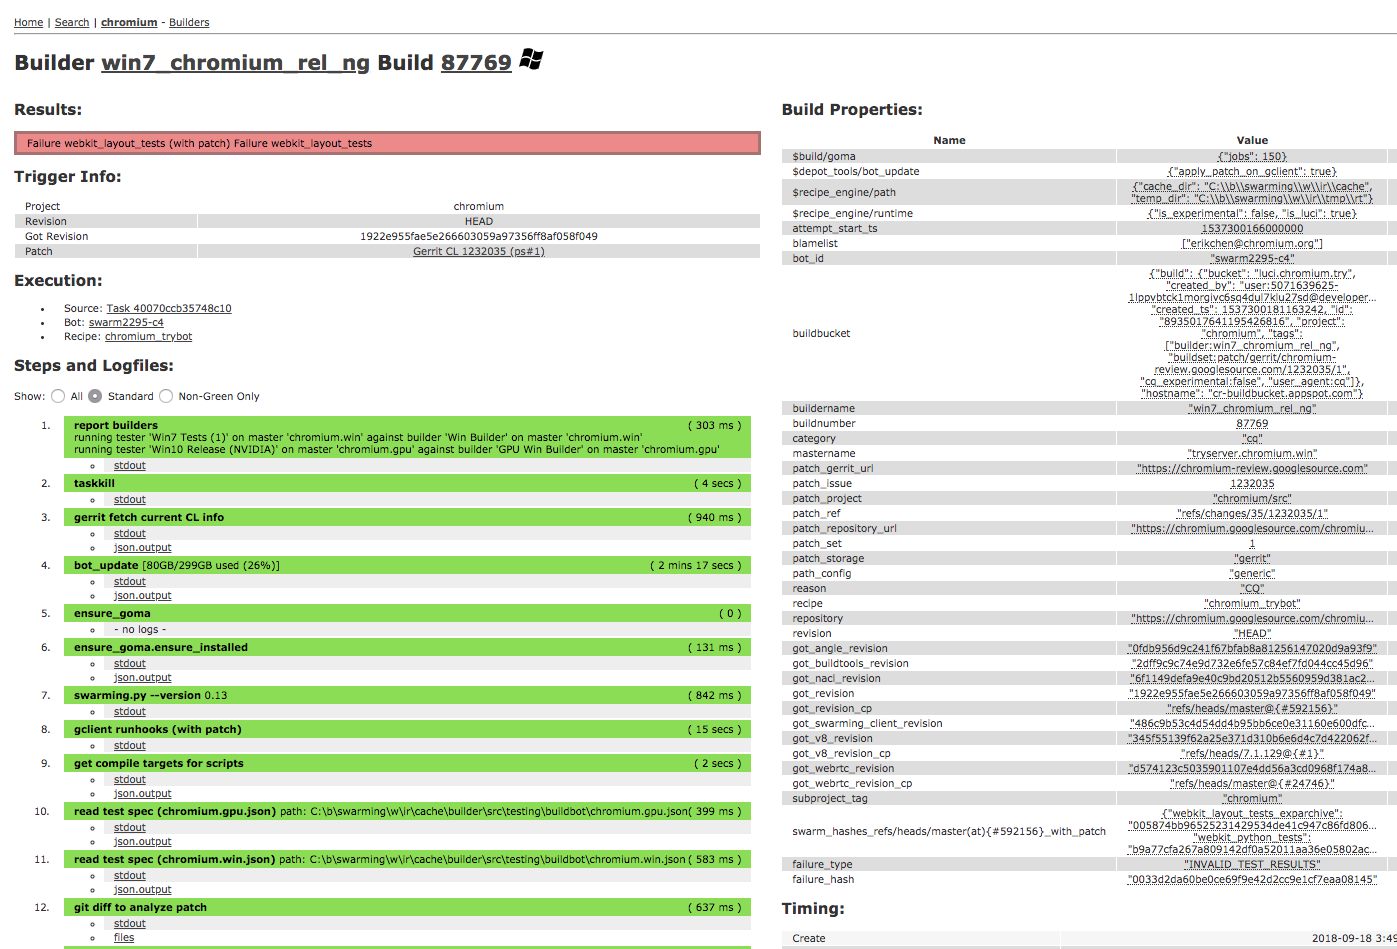 Home | Search | chromium - Builders
Builder win7_chromium_rel_ng Build 87769
Results:
Failure webkit_layout_tests (with patch) Failure webkit_layout_tests
Trigger Info:
Project chromium
Revision HEAD
Got Revision 1922e955fae5e266603059a97356ff8af058f049
Patch Gerrit CL 1232035 (ps#1)
Execution:
Source: Task 40070ccb35748c10
Bot: swarm2295-c4
Recipe: chromium_trybot
Steps and Logfiles:
Show: All Standard Non-Green Only
1. report builders ( 303 ms )
running tester 'Win7 Tests (1)' on master 'chromium.win' against builder 'Win Builder' on master 'chromium.win'
running tester 'Win10 Release (NVIDIA)' on master 'chromium.gpu' against builder 'GPU Win Builder' on master 'chromium.gpu'
stdout
2. taskkill ( 4 secs )
stdout
3. gerrit fetch current CL info ( 940 ms )
stdout
json.output
4. bot_update [80GB/299GB used (26%)] ( 2 mins 17 secs )
stdout
json.output
5. ensure_goma ( 0 )
- no logs -
6. ensure_goma.ensure_installed ( 131 ms )
stdout
json.output
7. swarming.py --version 0.13 ( 842 ms )
stdout
8. gclient runhooks (with patch) ( 15 secs )
stdout
9. get compile targets for scripts ( 2 secs )
stdout
json.output
10. read test spec (chromium.gpu.json) path: C:\b\swarming\w\ir\cache\builder\src\testing\buildbot\chromium.gpu.json ( 399 ms )
stdout
json.output
11. read test spec (chromium.win.json) path: C:\b\swarming\w\ir\cache\builder\src\testing\buildbot\chromium.win.json ( 583 ms )
stdout
json.output
12. git diff to analyze patch ( 637 ms )
stdout
files
Build Properties:
Name Value
$build/goma {"jobs": 150}
$depot_tools/bot_update {"apply_patch_on_gclient": true}
$recipe_engine/path {"cache_dir": "C:\\b\\swarming\\w\\ir\\cache",
"temp_dir": "C:\\b\\swarming\\w\\ir\\tmp\\rt"}
$recipe_engine/runtime {"is_experimental": false, "is_luci": true}
attempt_start_ts 1537300166000000
blamelist ["erikchen@chromium.org"]
bot_id "swarm2295-c4"
buildbucket {"build": {"bucket": "luci.chromium.try",
"created_by": "user:5071639625-
1lppvbtck1morgivc6sq4dul7klu27sd@developer...
"created_ts": 1537300181163242, "id":
"8935017641195426816", "project":
"chromium", "tags":
["builder:win7_chromium_rel_ng",
"buildset:patch/gerrit/chromium-
review.googlesource.com/1232035/1",
"cq_experimental:false", "user_agent:cq"]},
"hostname": "cr-buildbucket.appspot.com"}
buildername "win7_chromium_rel_ng"
buildnumber 87769
category "cq"
mastername "tryserver.chromium.win"
patch_gerrit_url "https://chromium-review.googlesource.com"
patch_issue 1232035
patch_project "chromium/src"
patch_ref "refs/changes/35/1232035/1"
patch_repository_url "https://chromium.googlesource.com/chromiu...
patch_set 1
patch_storage "gerrit"
path_config "generic"
reason "CQ"
recipe "chromium_trybot"
repository "https://chromium.googlesource.com/chromiu...
revision "HEAD"
got_angle_revision "0fdb956d9c241f67bfab8a81256147020d9a93f9"
got_buildtools_revision "2dff9c9c74e9d732e6fe57c84ef7fd044cc45d96"
got_nacl_revision "6f1149defa9e40c9bd20512b5560959d381ac2...
got_revision "1922e955fae5e266603059a97356ff8af058f049"
got_revision_cp "refs/heads/master@{#592156}"
got_swarming_client_revision "486c9b53c4d54dd4b95bb6ce0e31160e600dfc...
got_v8_revision "345f55139f62a25e371d310b6e6d4c7d422062f...
got_v8_revision_cp "refs/heads/7.1.129@{#1}"
got_webrtc_revision "d574123c5035901107e4dd56a3cd0968f174a8...
got_webrtc_revision_cp "refs/heads/master@{#24746}"
subproject_tag "chromium"
swarm_hashes_refs/heads/master(at){#592156}_with_patch {"webkit_layout_tests_exparchive":
"005874bb96525231429534de41c947c86fd806...
"webkit_python_tests":
"b9a77cfa267a809142df0a52011aa36e05802ac...
failure_type "INVALID_TEST_RESULTS"
failure_hash "0033d2da60be0ce69f9e42d2cc9e1cf7eaa08145"
Timing:
Create 2018-09-18 3:49